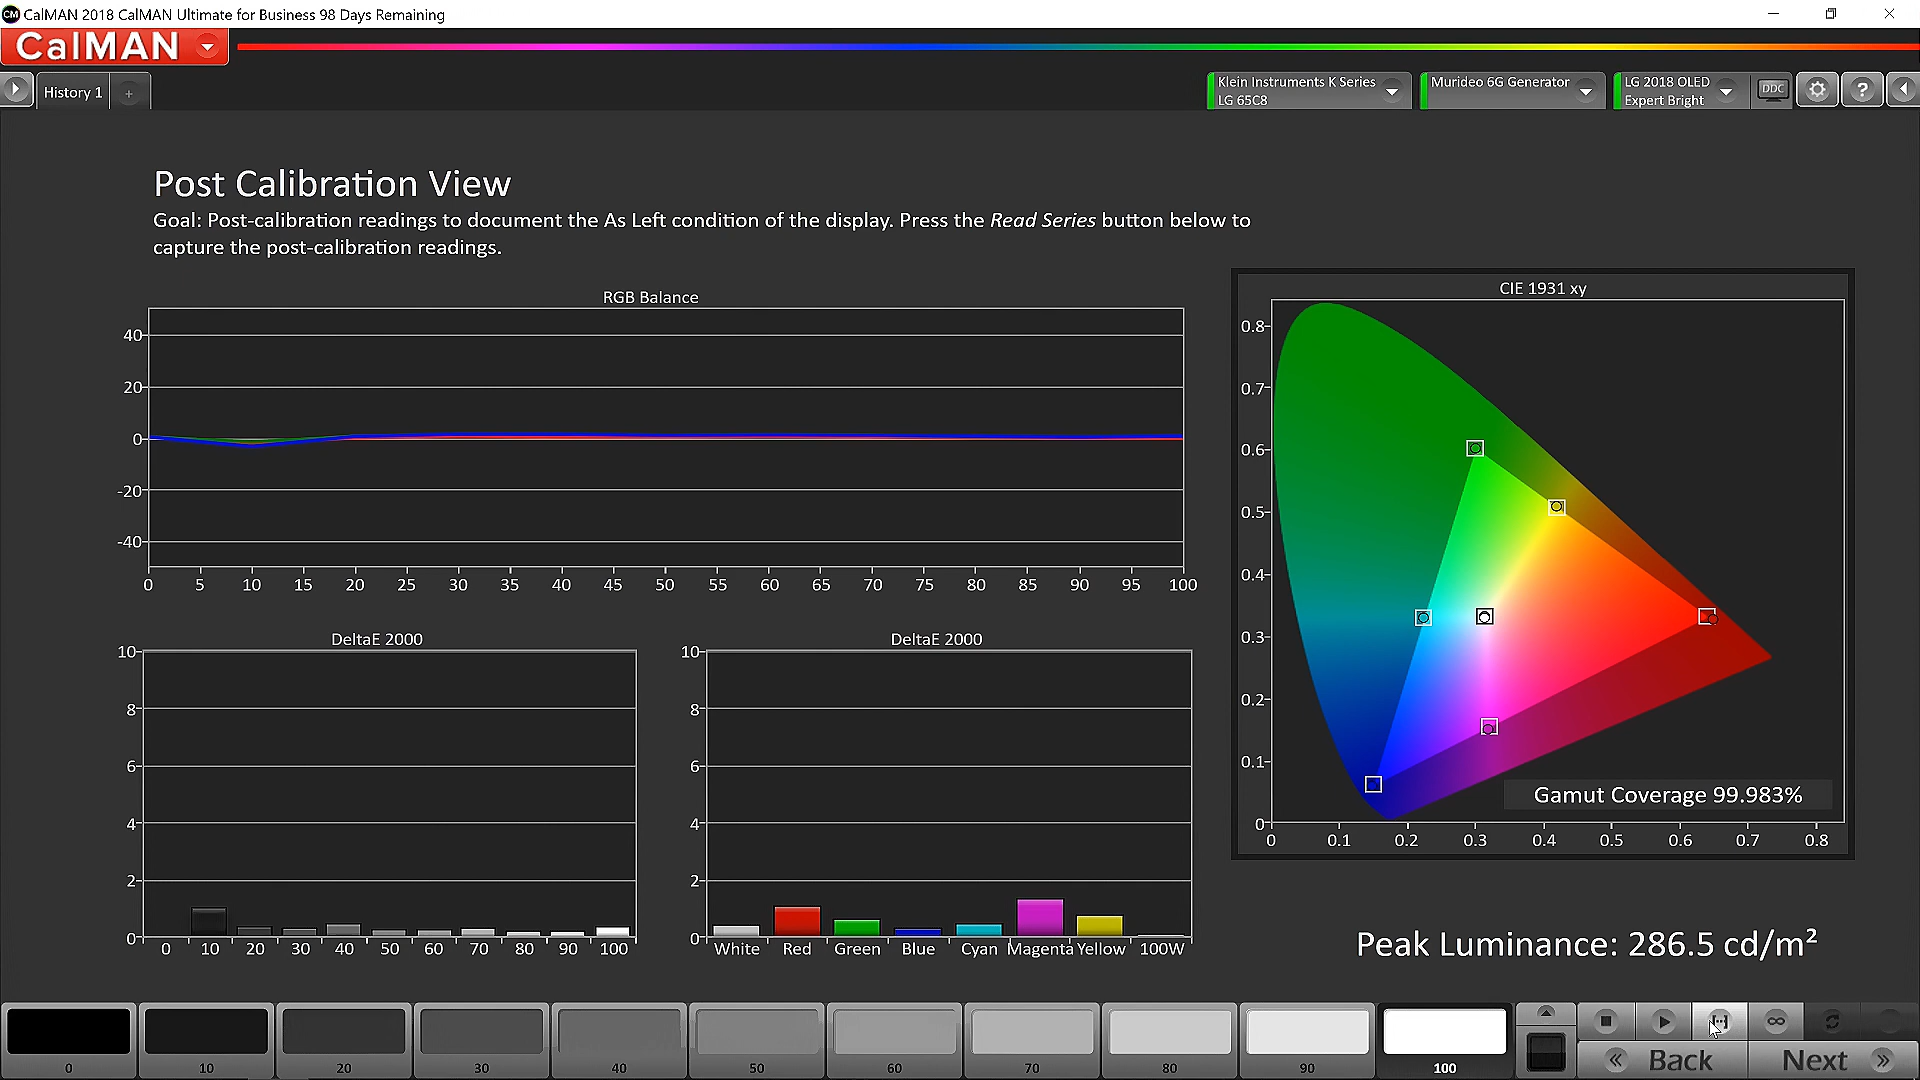 CalMAN 2018 CalMAN Ultimate for Business 98 Days Remaining
CalMAN
History 1
+
Klein Instruments K Series
LG 65C8
Murideo 6G Generator
LG 2018 OLED
Expert Bright
DDC
?
Post Calibration View
Goal: Post-calibration readings to document the As Left condition of the display. Press the Read Series button below to
capture the post-calibration readings.
RGB Balance
40
20
0
-20
-40
0 5 10 15 20 25 30 35 40 45 50 55 60 65 70 75 80 85 90 95 100
CIE 1931 xy
0.8
0.7
0.6
0.5
0.4
0.3
0.2
0.1
0
0 0.1 0.2 0.3 0.4 0.5 0.6 0.7 0.8
Gamut Coverage 99.983%
DeltaE 2000
10
8
6
4
2
0
0 10 20 30 40 50 60 70 80 90 100
DeltaE 2000
10
8
6
4
2
0
White Red Green Blue Cyan Magenta Yellow 100W
Peak Luminance: 286.5 cd/m²
0 10 20 30 40 50 60 70 80 90 100
Back Next